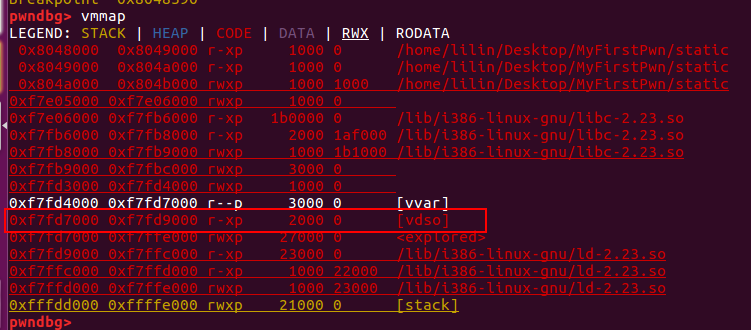 pwndbg> vmmap
LEGEND: STACK | HEAP | CODE | DATA | RWX | RODATA
0x8048000 0x8049000 r-xp 1000 0 /home/lilin/Desktop/MyFirstPwn/static
0x8049000 0x804a000 r-xp 1000 0 /home/lilin/Desktop/MyFirstPwn/static
0x804a000 0x804b000 rwxp 1000 1000 /home/lilin/Desktop/MyFirstPwn/static
0xf7e05000 0xf7e06000 rwxp 1000 0
0xf7e06000 0xf7fb6000 r-xp 1b0000 0 /lib/i386-linux-gnu/libc-2.23.so
0xf7fb6000 0xf7fb8000 r-xp 2000 1af000 /lib/i386-linux-gnu/libc-2.23.so
0xf7fb8000 0xf7fb9000 rwxp 1000 1b1000 /lib/i386-linux-gnu/libc-2.23.so
0xf7fb9000 0xf7fbc000 rwxp 3000 0
0xf7fd3000 0xf7fd4000 rwxp 1000 0
0xf7fd4000 0xf7fd7000 r--p 3000 0 [vvar]
0xf7fd7000 0xf7fd9000 r-xp 2000 0 [vdso]
0xf7fd7000 0xf7ffe000 rwxp 27000 0 <explored>
0xf7fd9000 0xf7ffc000 r-xp 23000 0 /lib/i386-linux-gnu/ld-2.23.so
0xf7ffc000 0xf7ffd000 r-xp 1000 22000 /lib/i386-linux-gnu/ld-2.23.so
0xf7ffd000 0xf7ffe000 rwxp 1000 23000 /lib/i386-linux-gnu/ld-2.23.so
0xfffdd000 0xffffe000 rwxp 21000 0 [stack]
pwndbg>